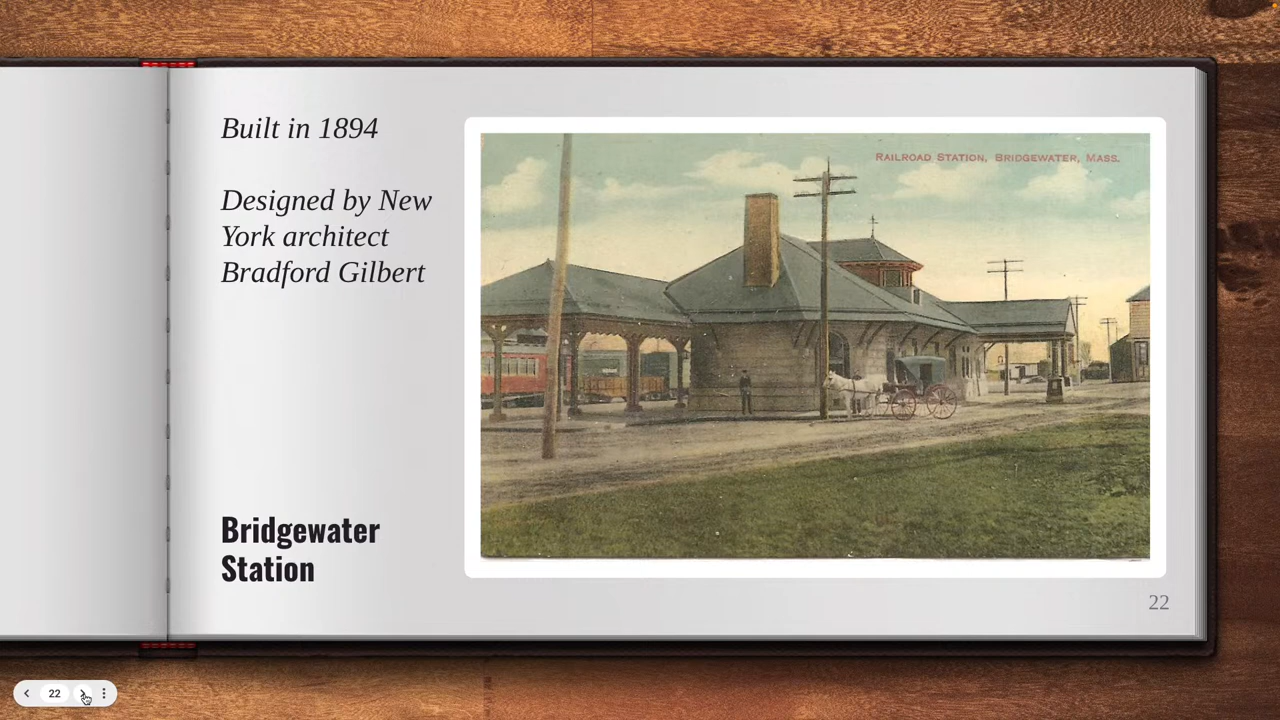 Built in 1894
Designed by New
York architect
Bradford Gilbert
Bridgewater
Station
RAILROAD STATION, BRIDGEWATER, MASS.
22
22